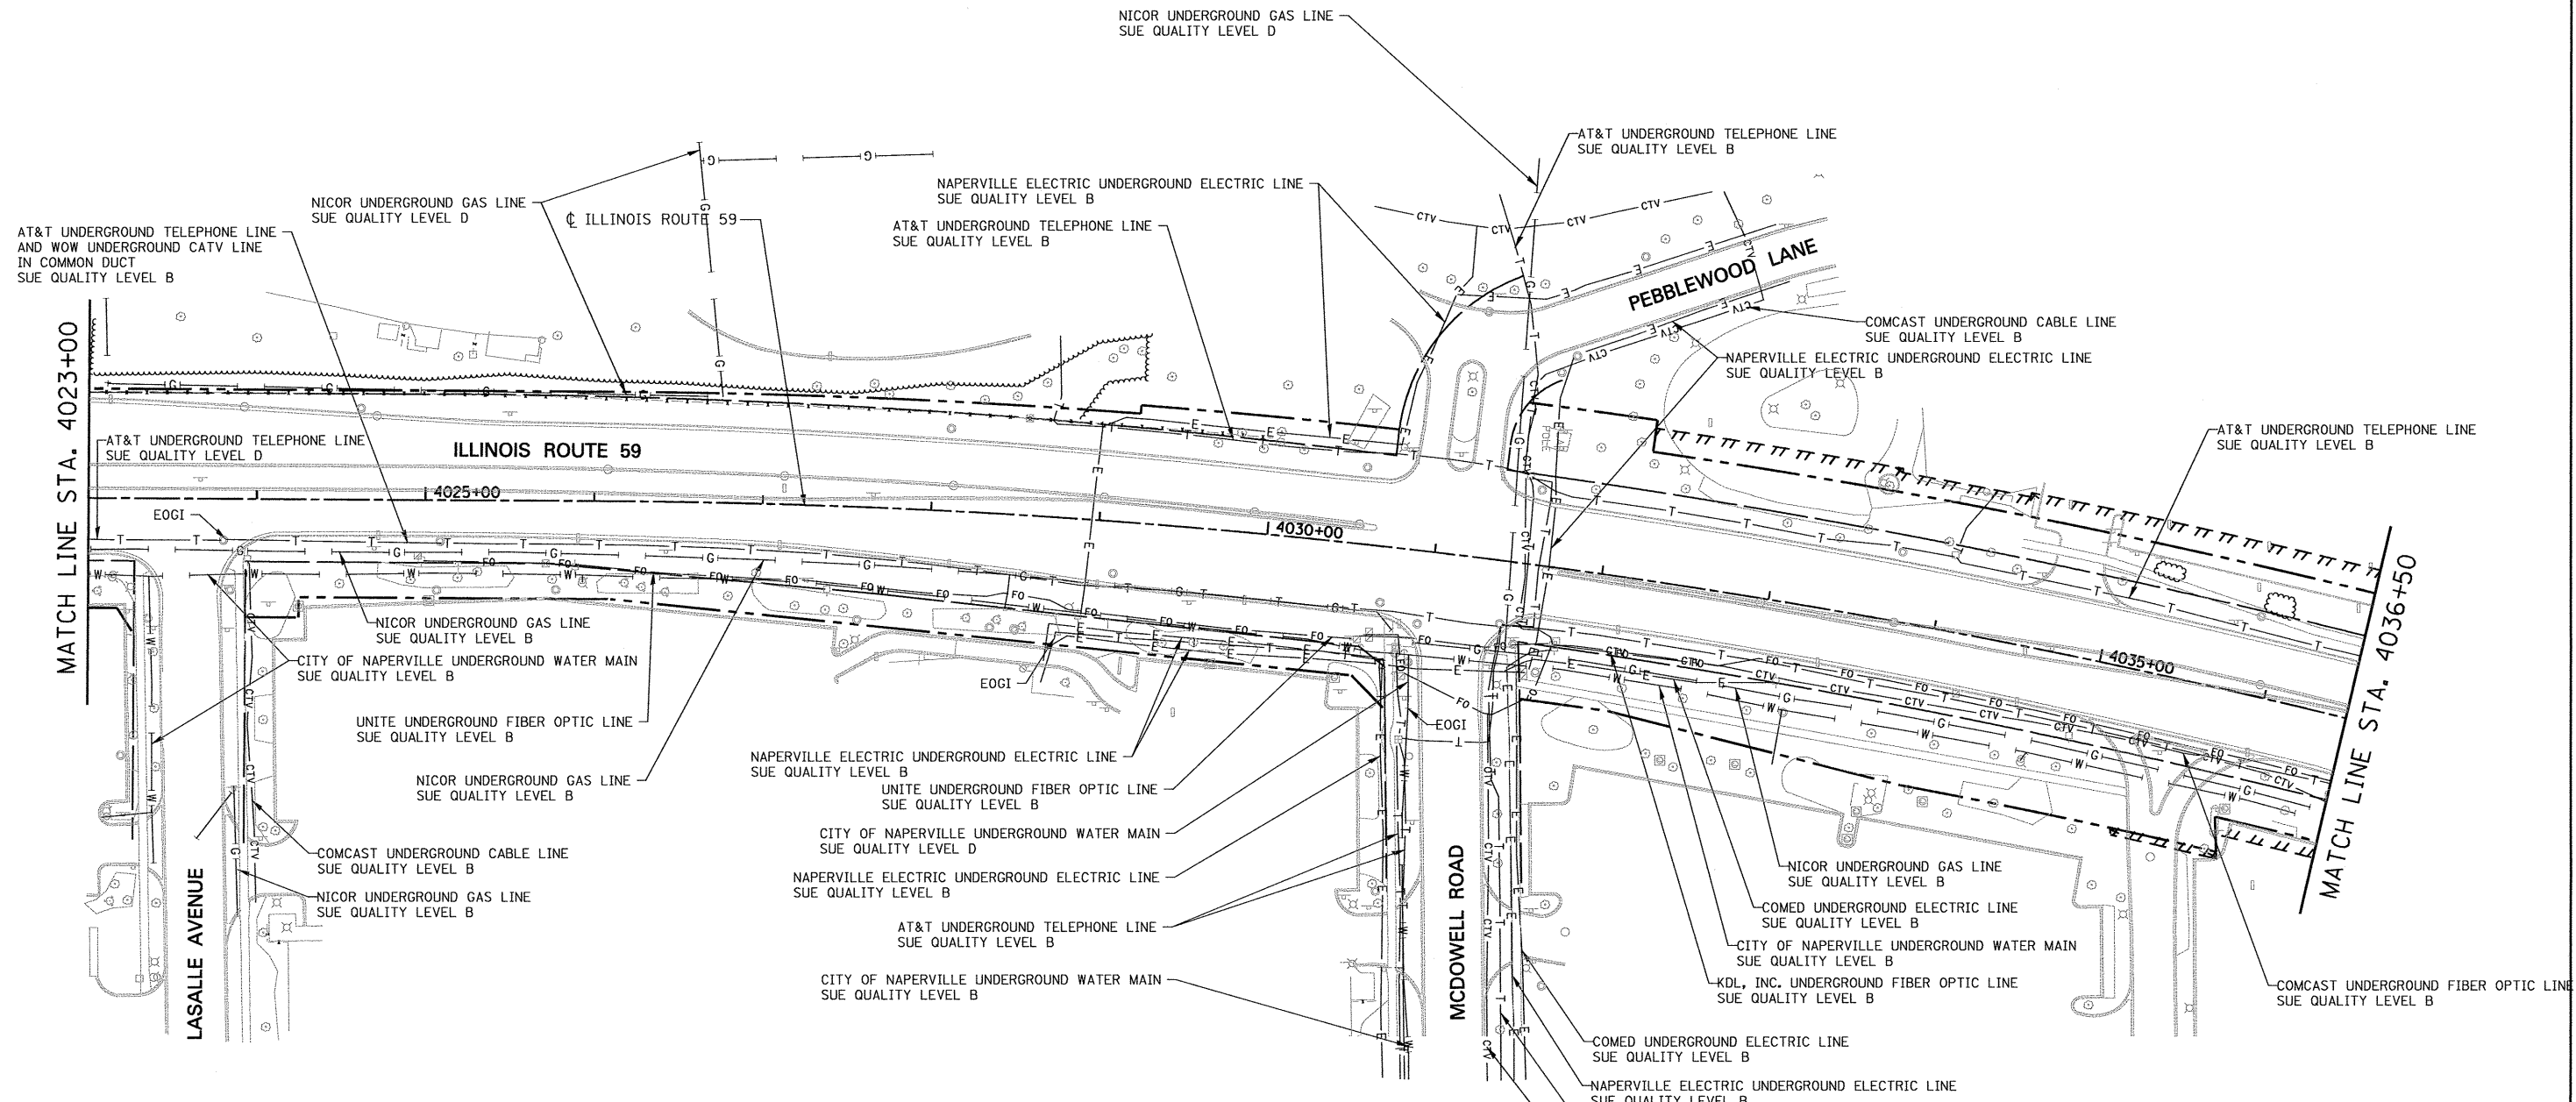 NICOR UNDERGROUND GAS LINE
SUE QUALITY LEVEL D
AT&T UNDERGROUND TELEPHONE LINE
SUE QUALITY LEVEL B
NAPERVILLE ELECTRIC UNDERGROUND ELECTRIC LINE
SUE QUALITY LEVEL B
NICOR UNDERGROUND GAS LINE
SUE QUALITY LEVEL D
℄ ILLINOIS ROUTE 59
AT&T UNDERGROUND TELEPHONE LINE
SUE QUALITY LEVEL B
AT&T UNDERGROUND TELEPHONE LINE
AND WOW UNDERGROUND CATV LINE
IN COMMON DUCT
SUE QUALITY LEVEL B
PEBBLEWOOD LANE
COMCAST UNDERGROUND CABLE LINE
SUE QUALITY LEVEL B
NAPERVILLE ELECTRIC UNDERGROUND ELECTRIC LINE
SUE QUALITY LEVEL B
MATCH LINE STA. 4023+00
AT&T UNDERGROUND TELEPHONE LINE
SUE QUALITY LEVEL D
ILLINOIS ROUTE 59
POLE
AT&T UNDERGROUND TELEPHONE LINE
SUE QUALITY LEVEL B
4025+00
EOGI
4030+00
4035+00
MATCH LINE STA. 4036+50
NICOR UNDERGROUND GAS LINE
SUE QUALITY LEVEL B
CITY OF NAPERVILLE UNDERGROUND WATER MAIN
SUE QUALITY LEVEL B
EOGI
UNITE UNDERGROUND FIBER OPTIC LINE
SUE QUALITY LEVEL B
EOGI
NAPERVILLE ELECTRIC UNDERGROUND ELECTRIC LINE
SUE QUALITY LEVEL B
NICOR UNDERGROUND GAS LINE
SUE QUALITY LEVEL B
UNITE UNDERGROUND FIBER OPTIC LINE
SUE QUALITY LEVEL B
CITY OF NAPERVILLE UNDERGROUND WATER MAIN
SUE QUALITY LEVEL D
COMCAST UNDERGROUND CABLE LINE
SUE QUALITY LEVEL B
NAPERVILLE ELECTRIC UNDERGROUND ELECTRIC LINE
SUE QUALITY LEVEL B
NICOR UNDERGROUND GAS LINE
SUE QUALITY LEVEL B
NICOR UNDERGROUND GAS LINE
SUE QUALITY LEVEL B
COMED UNDERGROUND ELECTRIC LINE
SUE QUALITY LEVEL B
AT&T UNDERGROUND TELEPHONE LINE
SUE QUALITY LEVEL B
CITY OF NAPERVILLE UNDERGROUND WATER MAIN
SUE QUALITY LEVEL B
LASALLE AVENUE
MCDOWELL ROAD
CITY OF NAPERVILLE UNDERGROUND WATER MAIN
SUE QUALITY LEVEL B
KDL, INC. UNDERGROUND FIBER OPTIC LINE
SUE QUALITY LEVEL B
COMCAST UNDERGROUND FIBER OPTIC LINE
SUE QUALITY LEVEL B
COMED UNDERGROUND ELECTRIC LINE
SUE QUALITY LEVEL B
NAPERVILLE ELECTRIC UNDERGROUND ELECTRIC LINE
SUE QUALITY LEVEL B